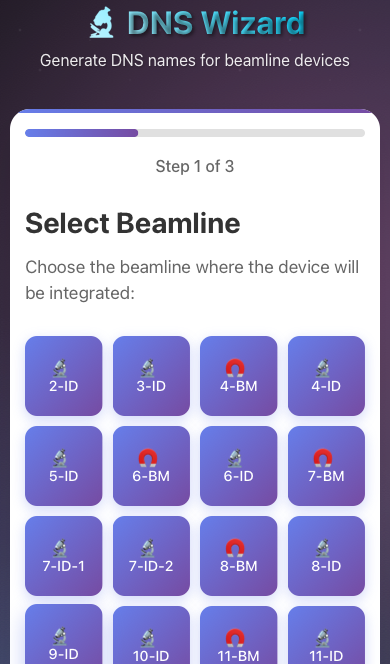 DNS Wizard
Generate DNS names for beamline devices
Step 1 of 3
Select Beamline
Choose the beamline where the device will
be integrated:
2-ID
3-ID
4-BM
4-ID
5-ID
6-BM
6-ID
7-BM
7-ID-1
7-ID-2
8-BM
8-ID
9-ID
10-ID
11-BM
11-ID